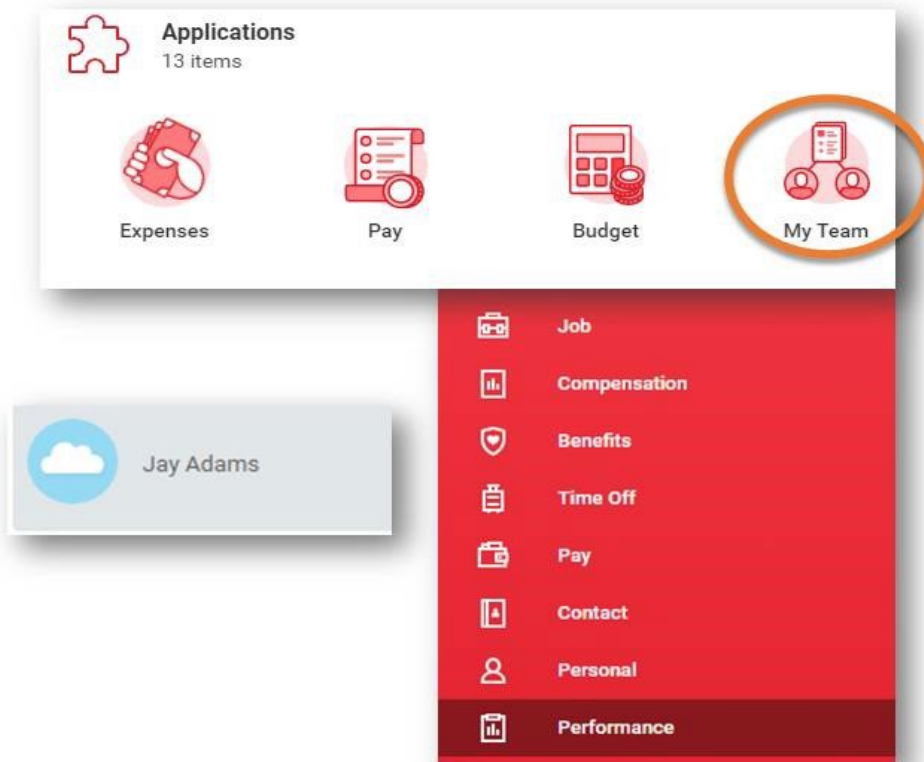 Applications
13 items
Expenses
Pay
Budget
My Team
Job
Compensation
Benefits
Jay Adams
Time Off
Pay
Contact
Personal
Performance